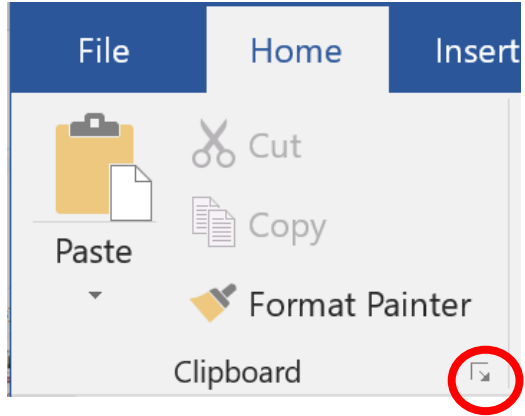 File Home Insert
Cut
Copy
Paste
Format Painter
Clipboard